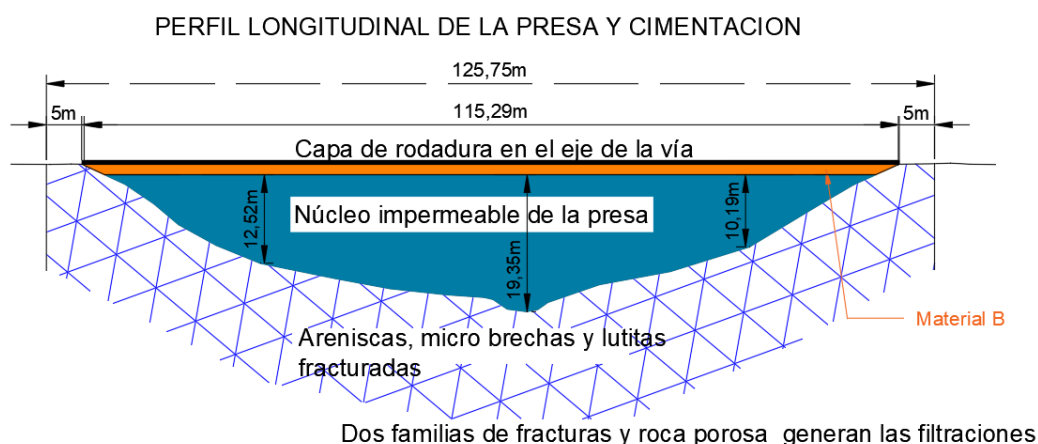 PERFIL LONGITUDINAL DE LA PRESA Y CIMENTACION
125,75m
5m
115,29m
5m
Capa de rodadura en el eje de la vía
12,52m
Núcleo impermeable de la presa
19,35m
10,19m
Material B
Areniscas, micro brechas y lutitas
fracturadas
Dos familias de fracturas y roca porosa generan las filtraciones